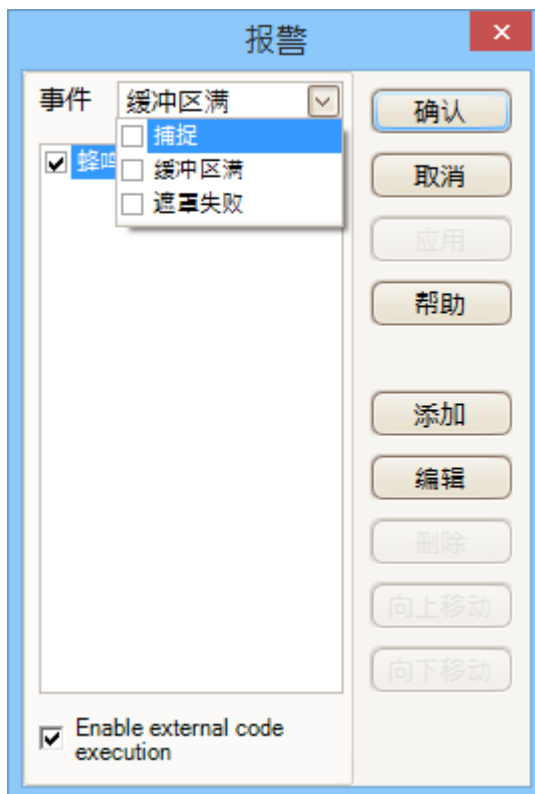 报警
事件
缓冲区满
捕捉
缓冲区满
遮罩失败
蜂鸣
Enable external code
execution
确认
取消
应用
帮助
添加
编辑
删除
向上移动
向下移动